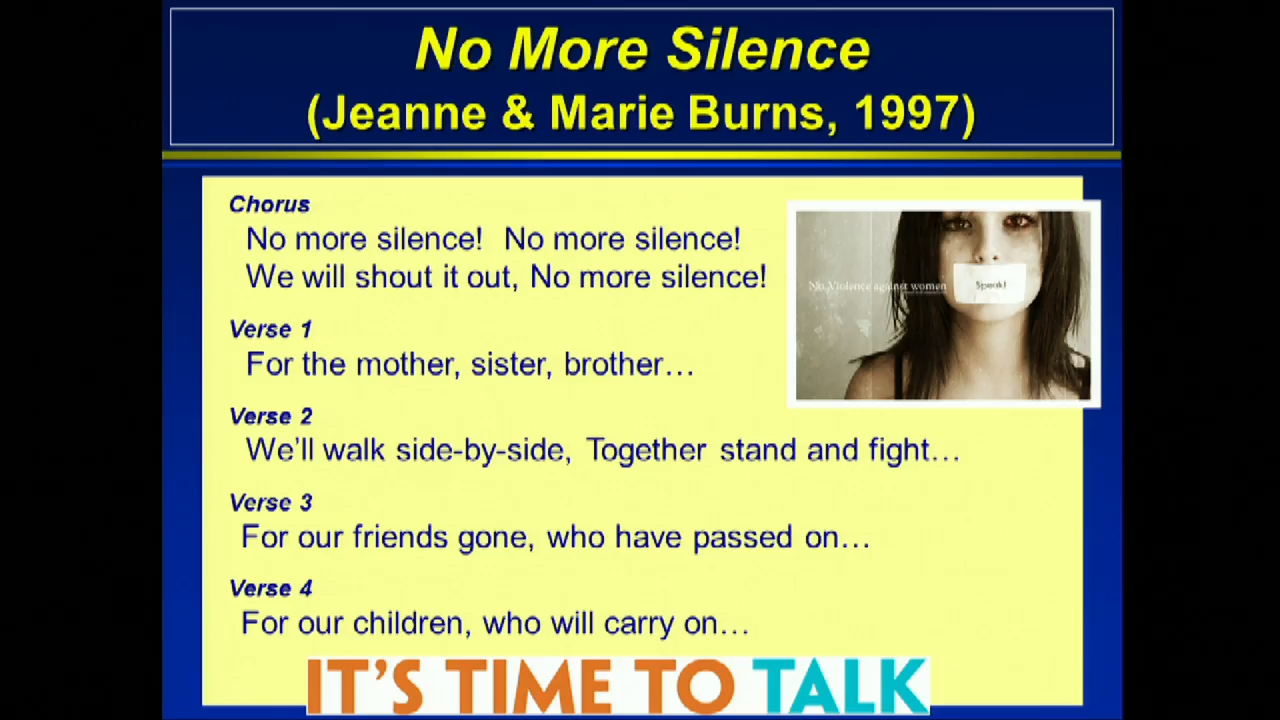 No More Silence
(Jeanne & Marie Burns, 1997)
Chorus
No more silence!  No more silence!
We will shout it out, No more silence!
No Violence against women
Speak!
Verse 1
For the mother, sister, brother…
Verse 2
We'll walk side-by-side, Together stand and fight…
Verse 3
For our friends gone, who have passed on…
Verse 4
For our children, who will carry on…
IT'S TIME TO TALK